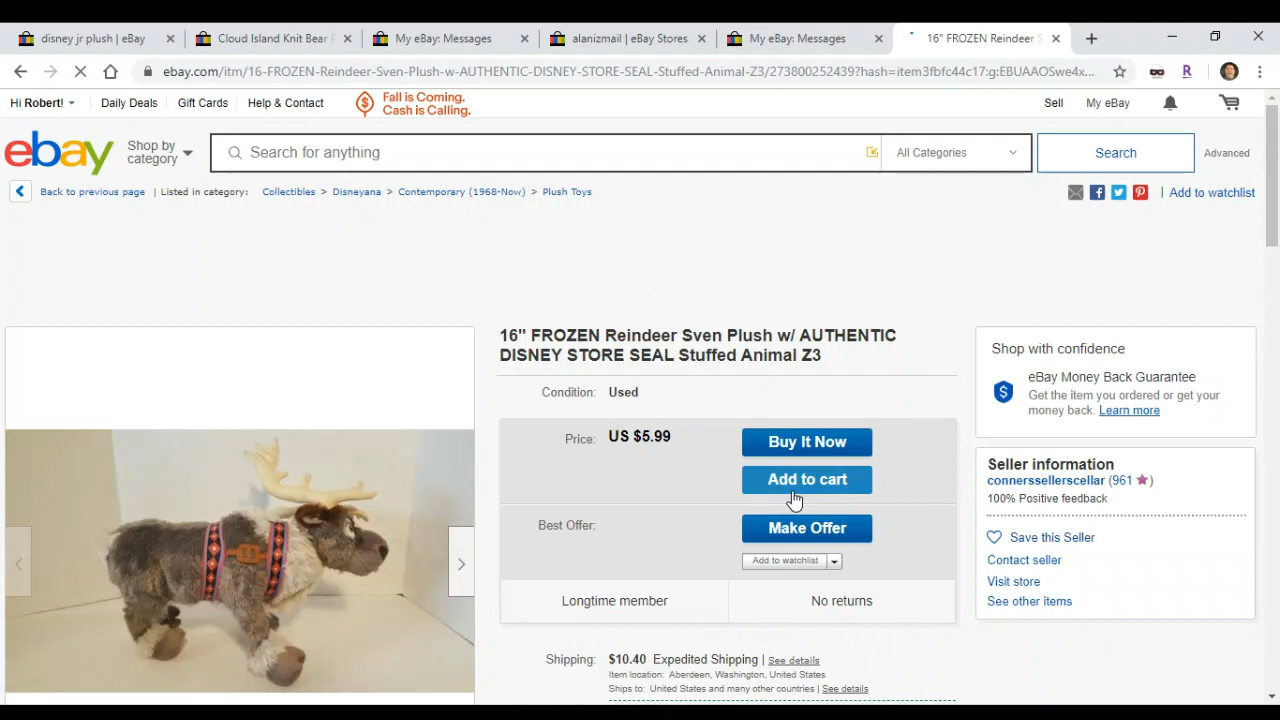 disney jr plush | eBay
Cloud Island Knit Bear
My eBay: Messages
alanizmail | eBay Stores
My eBay: Messages
16" FROZEN Reindeer S
ebay.com/itm/16-FROZEN-Reindeer-Sven-Plush-w-AUTHENTIC-DISNEY-STORE-SEAL-Stuffed-Animal-Z3/273800252439?hash=item3fbfc44c17:g:EBUAAOSwe4x...
R
Hi Robert!
Daily Deals
Gift Cards
Help & Contact
Fall is Coming.
Cash is Calling.
Sell
My eBay
ebay
Shop by
category
Search for anything
All Categories
Search
Advanced
Back to previous page | Listed in category: Collectibles > Disneyana > Contemporary (1968-Now) > Plush Toys
| Add to watchlist
16" FROZEN Reindeer Sven Plush w/ AUTHENTIC
DISNEY STORE SEAL Stuffed Animal Z3
Condition: Used
Price: US $5.99
Buy It Now
Add to cart
Best Offer:
Make Offer
Add to watchlist
Longtime member
No returns
Shipping: $10.40 Expedited Shipping | See details
Item location: Aberdeen, Washington, United States
Ships to: United States and many other countries | See details
Shop with confidence
eBay Money Back Guarantee
Get the item you ordered or get your
money back. Learn more
Seller information
connerssellerscellar (961)
100% Positive feedback
Save this Seller
Contact seller
Visit store
See other items